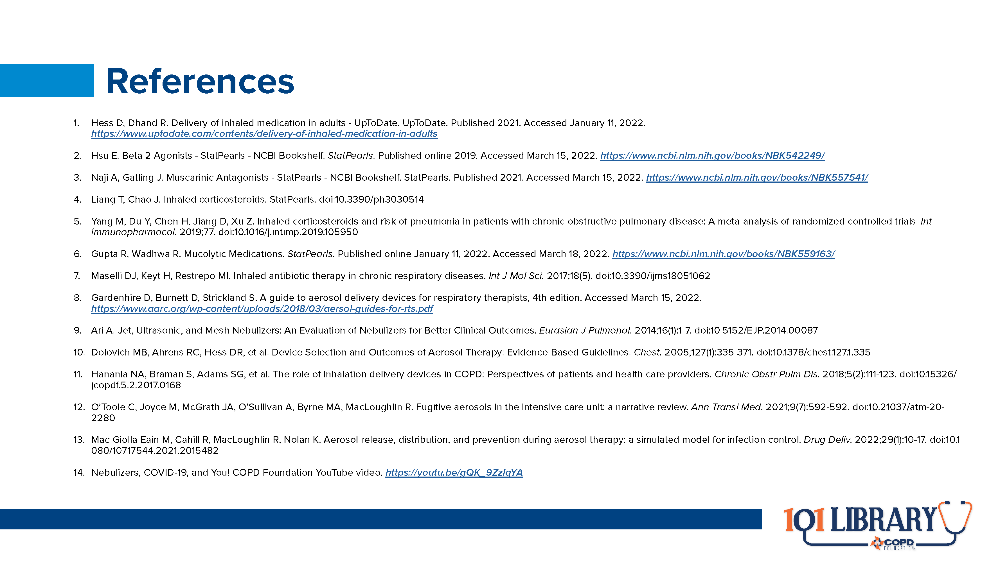 References
1. Hess D, Dhand R. Delivery of inhaled medication in adults - UpToDate. UpToDate. Published 2021. Accessed January 11, 2022.
https://www.uptodate.com/contents/delivery-of-inhaled-medication-in-adults
2. Hsu E. Beta 2 Agonists - StatPearls - NCBI Bookshelf. StatPearls. Published online 2019. Accessed March 15, 2022. https://www.ncbi.nlm.nih.gov/books/NBK542249/
3. Naji A, Gatling J. Muscarinic Antagonists - StatPearls - NCBI Bookshelf. StatPearls. Published 2021. Accessed March 15, 2022. https://www.ncbi.nlm.nih.gov/books/NBK557541/
4. Liang T, Chao J. Inhaled corticosteroids. StatPearls. doi:10.3390/ph3030514
5. Yang M, Du Y, Chen H, Jiang D, Xu Z. Inhaled corticosteroids and risk of pneumonia in patients with chronic obstructive pulmonary disease: A meta-analysis of randomized controlled trials. Int
Immunopharmacol. 2019;77. doi:10.1016/j.intimp.2019.105950
6. Gupta R, Wadhwa R. Mucolytic Medications. StatPearls. Published online January 11, 2022. Accessed March 18, 2022. https://www.ncbi.nlm.nih.gov/books/NBK559163/
7. Maselli DJ, Keyt H, Restrepo MI. Inhaled antibiotic therapy in chronic respiratory diseases. Int J Mol Sci. 2017;18(5). doi:10.3390/ijms18051062
8. Gardenhire D, Burnett D, Strickland S. A guide to aerosol delivery devices for respiratory therapists, 4th edition. Accessed March 15, 2022.
https://www.aarc.org/wp-content/uploads/2018/03/aersol-guides-for-rts.pdf
9. Ari A. Jet, Ultrasonic, and Mesh Nebulizers: An Evaluation of Nebulizers for Better Clinical Outcomes. Eurasian J Pulmonol. 2014;16(1):1-7. doi:10.5152/EJP.2014.00087
10. Dolovich MB, Ahrens RC, Hess DR, et al. Device Selection and Outcomes of Aerosol Therapy: Evidence-Based Guidelines. Chest. 2005;127(1):335-371. doi:10.1378/chest.127.1.335
11. Hanania NA, Braman S, Adams SG, et al. The role of inhalation delivery devices in COPD: Perspectives of patients and health care providers. Chronic Obstr Pulm Dis. 2018;5(2):111-123. doi:10.15326/
jcopdf.5.2.2017.0168
12. O’Toole C, Joyce M, McGrath JA, O’Sullivan A, Byrne MA, MacLoughlin R. Fugitive aerosols in the intensive care unit: a narrative review. Ann Transl Med. 2021;9(7):592-592. doi:10.21037/atm-20-
2280
13. Mac Giolla Eain M, Cahill R, MacLoughlin R, Nolan K. Aerosol release, distribution, and prevention during aerosol therapy: a simulated model for infection control. Drug Deliv. 2022;29(1):10-17. doi:10.1
080/10717544.2021.2015482
14. Nebulizers, COVID-19, and You! COPD Foundation YouTube video. https://youtu.be/gQK_9ZzIqYA
101 LIBRARY
COPD
FOUNDATION®